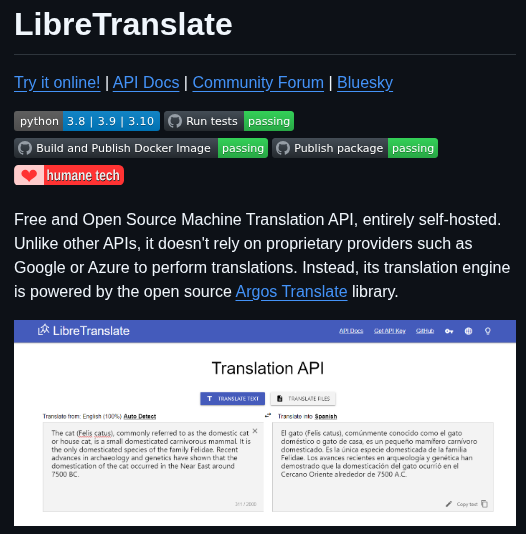 LibreTranslate
Try it online! | API Docs | Community Forum | Bluesky
python 3.8 | 3.9 | 3.10 Run tests passing
Build and Publish Docker Image passing Publish package passing
humane tech
Free and Open Source Machine Translation API, entirely self-hosted.
Unlike other APIs, it doesn't rely on proprietary providers such as
Google or Azure to perform translations. Instead, its translation engine
is powered by the open source Argos Translate library.
LibreTranslate API Docs Get API Key GitHub
Translation API
TRANSLATE TEXT TRANSLATE FILES
Translate from: English (100%) Auto Detect Translate into Spanish
The cat (Felis catus), commonly referred to as the domestic cat
or house cat, is a small domesticated carnivorous mammal. It is
the only domesticated species of the family Felidae. Recent
advances in archaeology and genetics have shown that the
domestication of the cat occurred in the Near East around
7500 BC.
El gato (Felis catus), comúnmente conocido como el gato
doméstico o gato de casa, es un pequeño mamífero carnívoro
domesticado. Es la única especie domesticada de la familia
Felidae. Los avances recientes en arqueología y genética han
demostrado que la domesticación del gato ocurrió en el
Cercano Oriente alrededor de 7500 A.C.
Copy text